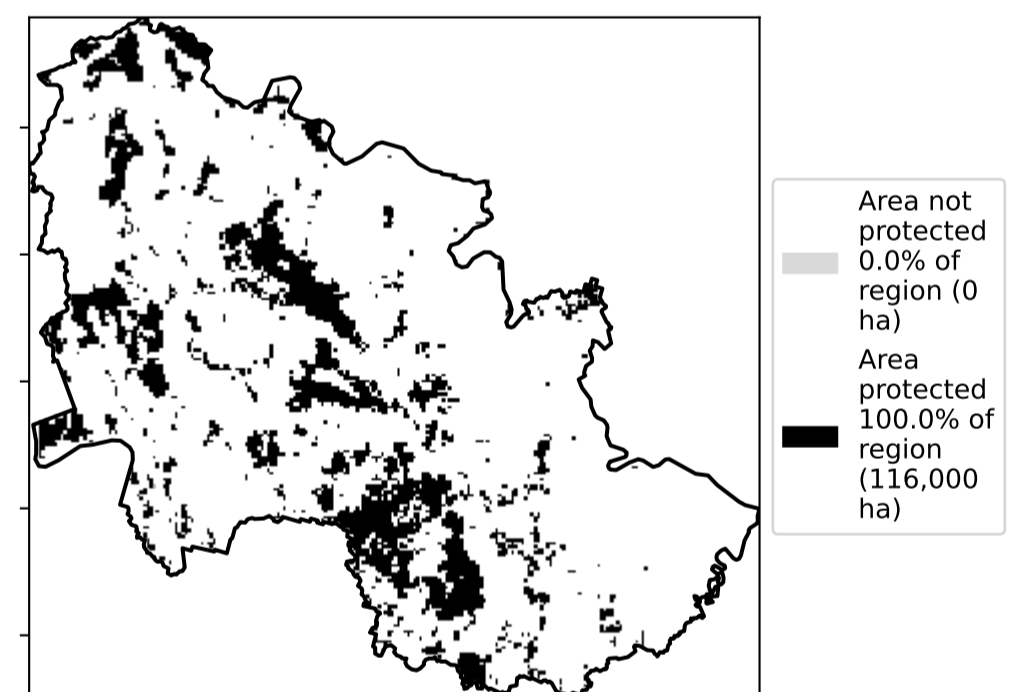 Area not
protected
0.0% of
region (0
ha)
Area
protected
100.0% of
region
(116,000
ha)